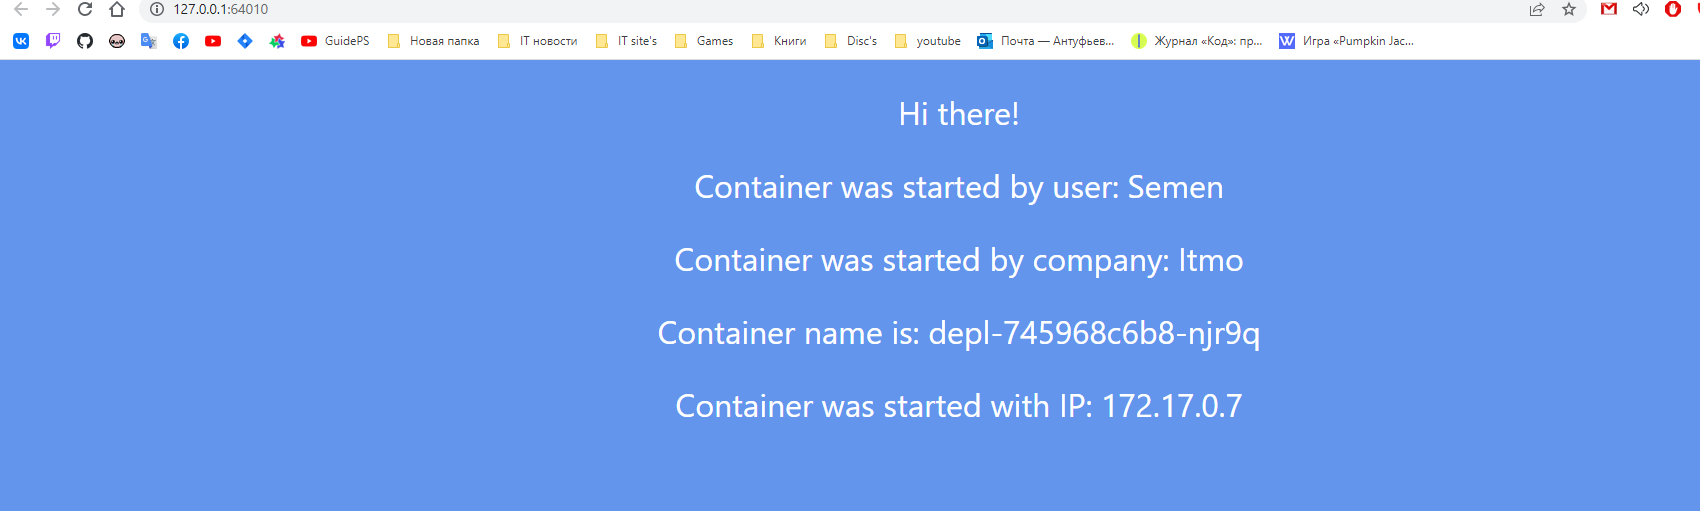 127.0.0.1:64010
GuidePS Новая папка IT новости IT site's Games Книги Disc's youtube Почта — Антуфьев... Журнал «Код»: пр... Игра «Pumpkin Jac...
Hi there!
Container was started by user: Semen
Container was started by company: Itmo
Container name is: depl-745968c6b8-njr9q
Container was started with IP: 172.17.0.7